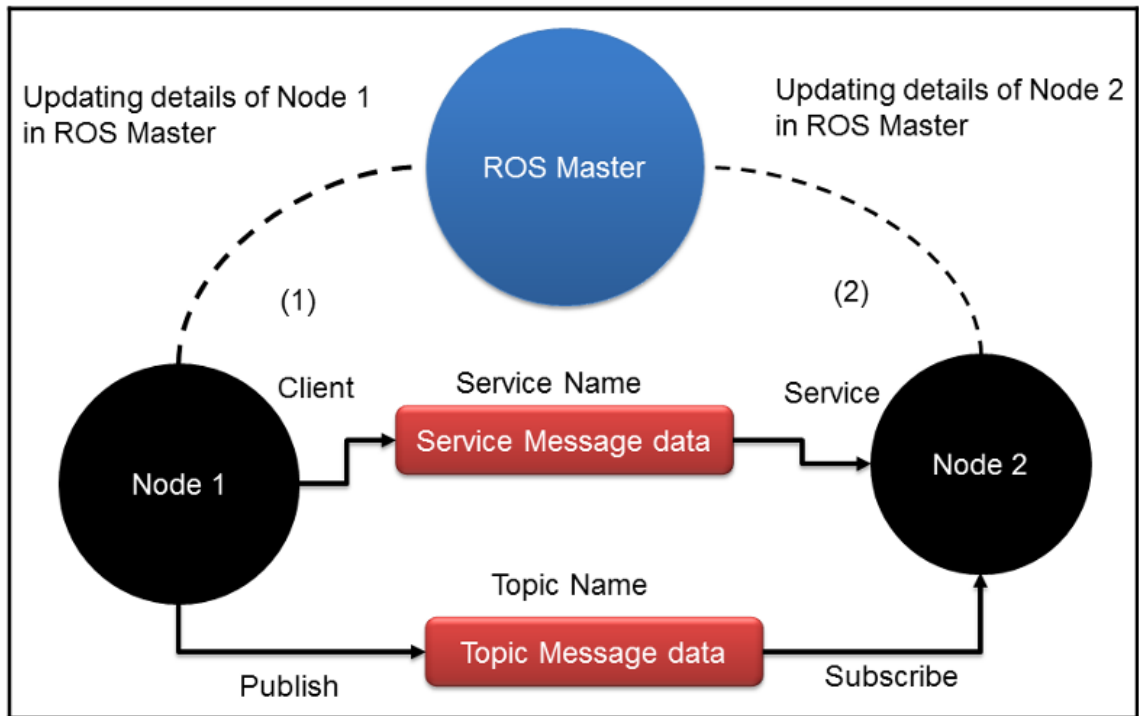 Updating details of Node 1
in ROS Master
Updating details of Node 2
in ROS Master
ROS Master
(1)
(2)
Client
Service Name
Service
Service Message data
Node 1
Node 2
Topic Name
Topic Message data
Publish
Subscribe